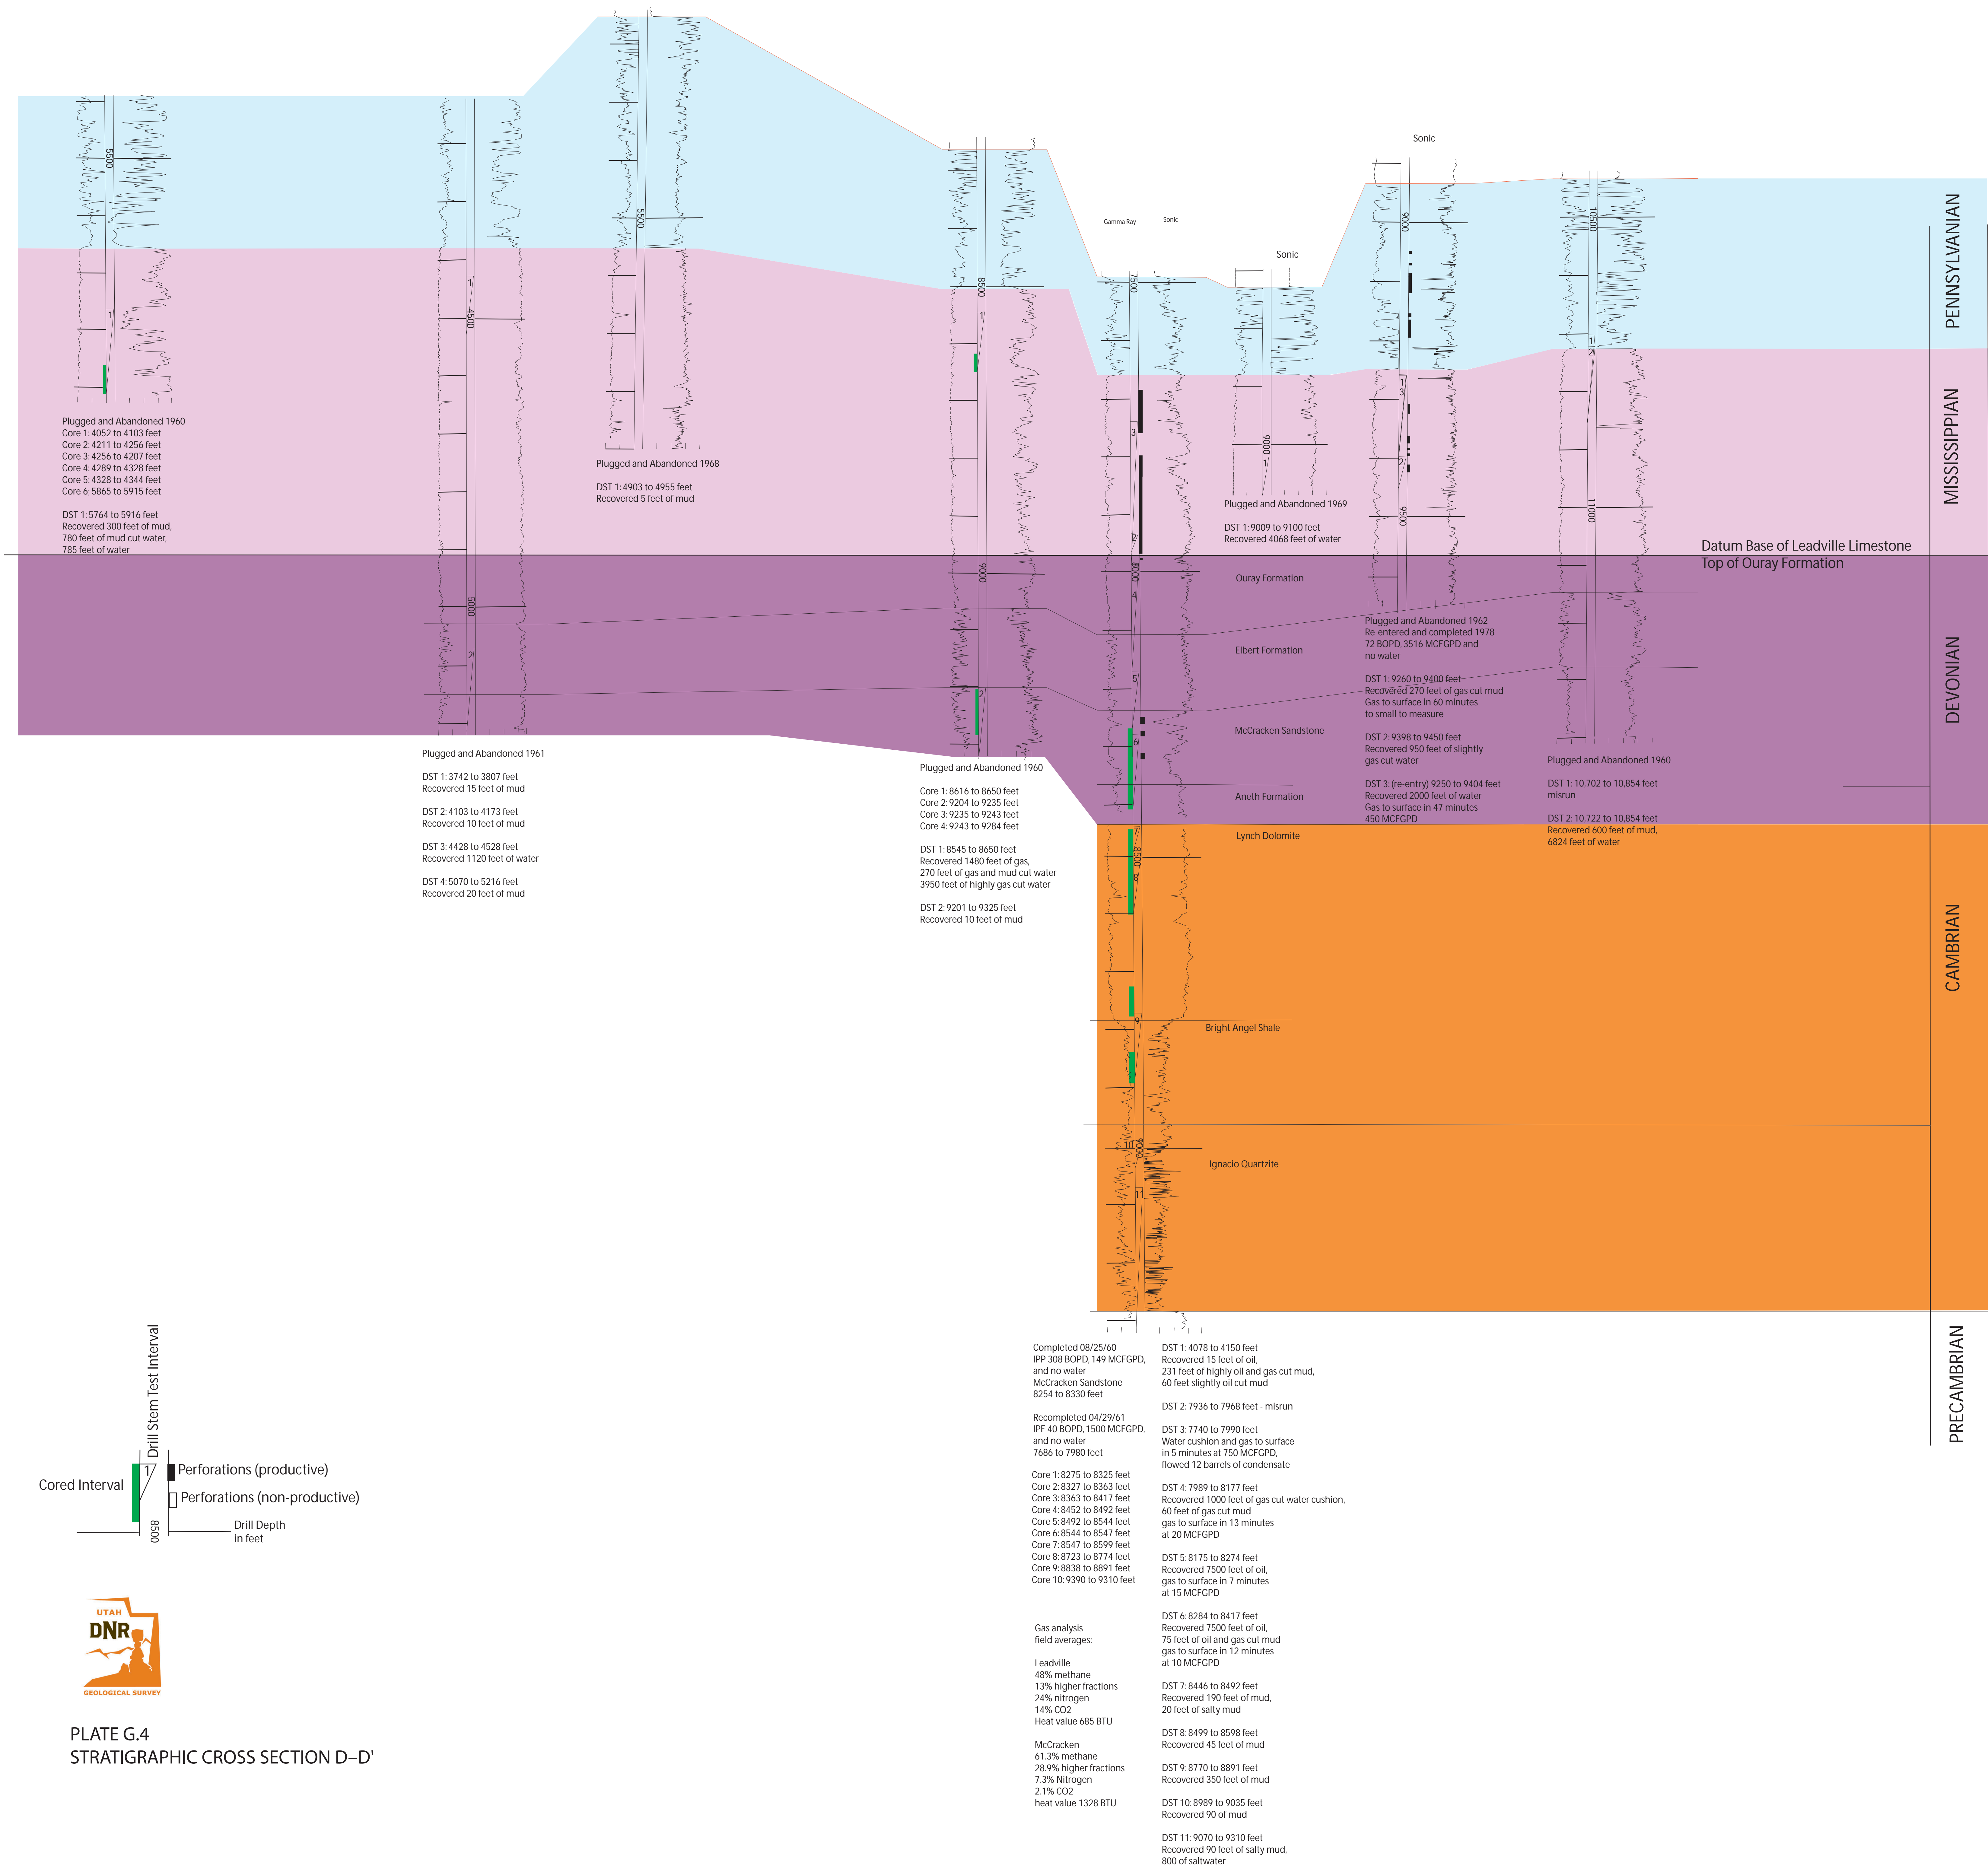 Sonic
Gamma Ray
Sonic
Sonic
5500
4500
5000
5500
8500
9000
7500
8000
8500
9000
9000
9000
9500
10500
11000
1
1
2
1
2
3
2
4
5
6
7
8
9
10
11
1
1
3
2
1
2
PENNSYLVANIAN
MISSISSIPPIAN
DEVONIAN
CAMBRIAN
PRECAMBRIAN
Plugged and Abandoned 1960
Core 1: 4052 to 4103 feet
Core 2: 4211 to 4256 feet
Core 3: 4256 to 4207 feet
Core 4: 4289 to 4328 feet
Core 5: 4328 to 4344 feet
Core 6: 5865 to 5915 feet
DST 1: 5764 to 5916 feet
Recovered 300 feet of mud,
780 feet of mud cut water,
785 feet of water
Plugged and Abandoned 1968
DST 1: 4903 to 4955 feet
Recovered 5 feet of mud
Plugged and Abandoned 1969
DST 1: 9009 to 9100 feet
Recovered 4068 feet of water
Datum Base of Leadville Limestone
Top of Ouray Formation
Ouray Formation
Elbert Formation
McCracken Sandstone
Aneth Formation
Lynch Dolomite
Bright Angel Shale
Ignacio Quartzite
Plugged and Abandoned 1962
Re-entered and completed 1978
72 BOPD, 3516 MCFGPD and
no water
DST 1: 9260 to 9400 feet
Recovered 270 feet of gas cut mud
Gas to surface in 60 minutes
to small to measure
DST 2: 9398 to 9450 feet
Recovered 950 feet of slightly
gas cut water
DST 3: (re-entry) 9250 to 9404 feet
Recovered 2000 feet of water
Gas to surface in 47 minutes
450 MCFGPD
Plugged and Abandoned 1960
DST 1: 10,702 to 10,854 feet
misrun
DST 2: 10,722 to 10,854 feet
Recovered 600 feet of mud,
6824 feet of water
Plugged and Abandoned 1961
DST 1: 3742 to 3807 feet
Recovered 15 feet of mud
DST 2: 4103 to 4173 feet
Recovered 10 feet of mud
DST 3: 4428 to 4528 feet
Recovered 1120 feet of water
DST 4: 5070 to 5216 feet
Recovered 20 feet of mud
Plugged and Abandoned 1960
Core 1: 8616 to 8650 feet
Core 2: 9204 to 9235 feet
Core 3: 9235 to 9243 feet
Core 4: 9243 to 9284 feet
DST 1: 8545 to 8650 feet
Recovered 1480 feet of gas,
270 feet of gas and mud cut water
3950 feet of highly gas cut water
DST 2: 9201 to 9325 feet
Recovered 10 feet of mud
Completed 08/25/60
IPP 308 BOPD, 149 MCFGPD,
and no water
McCracken Sandstone
8254 to 8330 feet
Recompleted 04/29/61
IPF 40 BOPD, 1500 MCFGPD,
and no water
7686 to 7980 feet
Core 1: 8275 to 8325 feet
Core 2: 8327 to 8363 feet
Core 3: 8363 to 8417 feet
Core 4: 8452 to 8492 feet
Core 5: 8492 to 8544 feet
Core 6: 8544 to 8547 feet
Core 7: 8547 to 8599 feet
Core 8: 8723 to 8774 feet
Core 9: 8838 to 8891 feet
Core 10: 9390 to 9310 feet
Gas analysis
field averages:
Leadville
48% methane
13% higher fractions
24% nitrogen
14% CO2
Heat value 685 BTU
McCracken
61.3% methane
28.9% higher fractions
7.3% Nitrogen
2.1% CO2
heat value 1328 BTU
DST 1: 4078 to 4150 feet
Recovered 15 feet of oil,
231 feet of highly oil and gas cut mud,
60 feet slightly oil cut mud
DST 2: 7936 to 7968 feet - misrun
DST 3: 7740 to 7990 feet
Water cushion and gas to surface
in 5 minutes at 750 MCFGPD,
flowed 12 barrels of condensate
DST 4: 7989 to 8177 feet
Recovered 1000 feet of gas cut water cushion,
60 feet of gas cut mud
gas to surface in 13 minutes
at 20 MCFGPD
DST 5: 8175 to 8274 feet
Recovered 7500 feet of oil,
gas to surface in 7 minutes
at 15 MCFGPD
DST 6: 8284 to 8417 feet
Recovered 7500 feet of oil,
75 feet of oil and gas cut mud
gas to surface in 12 minutes
at 10 MCFGPD
DST 7: 8446 to 8492 feet
Recovered 190 feet of mud,
20 feet of salty mud
DST 8: 8499 to 8598 feet
Recovered 45 feet of mud
DST 9: 8770 to 8891 feet
Recovered 350 feet of mud
DST 10: 8989 to 9035 feet
Recovered 90 of mud
DST 11: 9070 to 9310 feet
Recovered 90 feet of salty mud,
800 of saltwater
Drill Stem Test Interval
Cored Interval
1
Perforations (productive)
Perforations (non-productive)
8500
Drill Depth
in feet
UTAH
DNR
GEOLOGICAL SURVEY
PLATE G.4
STRATIGRAPHIC CROSS SECTION D–D'